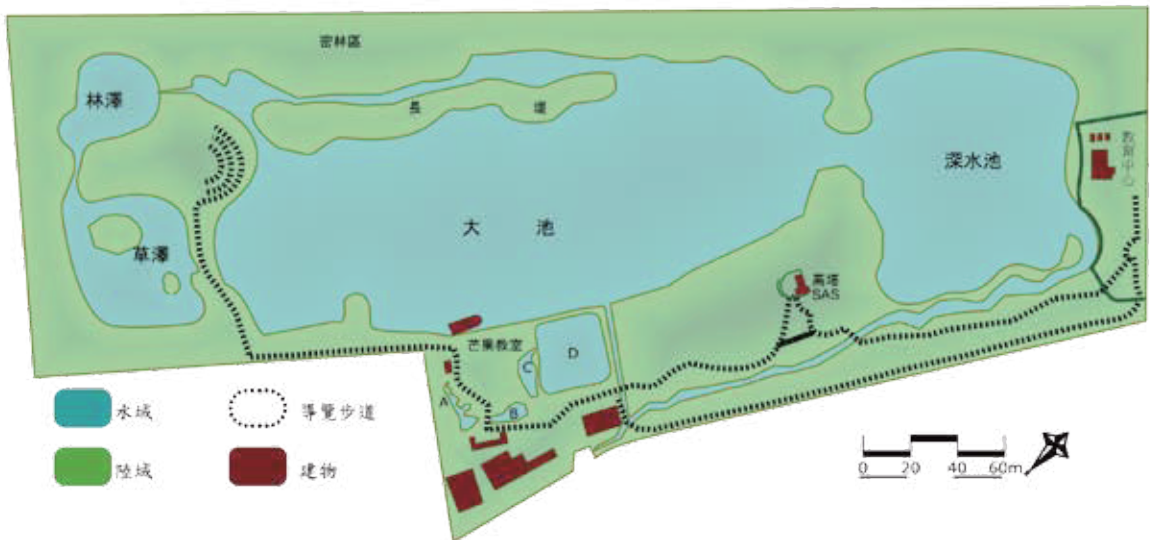 密林區
林澤
長 堤
深水池
教育中心
大 池
草澤
高塔
SAS
芒果教室
D
C
A
B
水域
導覽步道
陸域
建物
0 20 40 60m